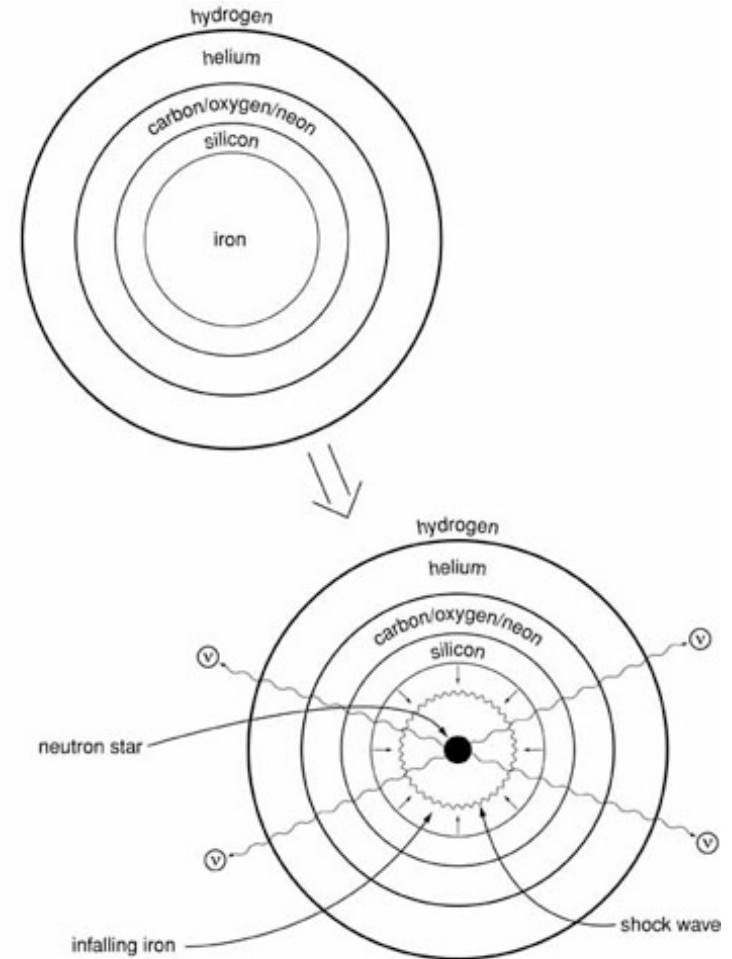 hydrogen
helium
carbon/oxygen/neon
silicon
iron
hydrogen
helium
carbon/oxygen/neon
silicon
ν
ν
neutron star
ν
ν
shock wave
infalling iron